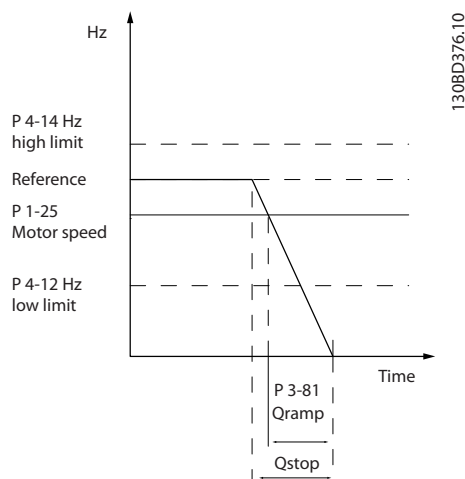 Hz
130BD376.10
P 4-14 Hz
high limit
Reference
P 1-25
Motor speed
P 4-12 Hz
low limit
Time
P 3-81
Qramp
Qstop